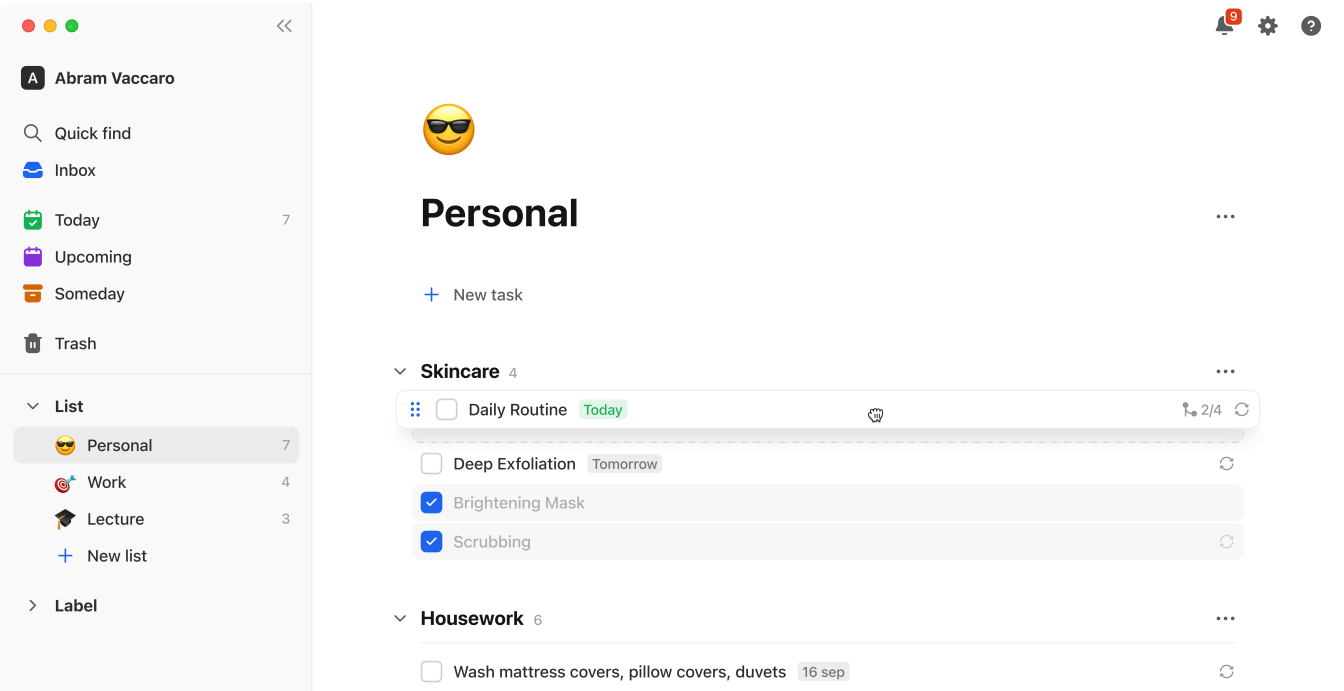 9
A Abram Vaccaro
Quick find
Inbox
Today 7
Upcoming
Someday
Trash
List
Personal 7
Work 4
Lecture 3
New list
Label
Personal
New task
Skincare 4
Daily Routine Today 2/4
Deep Exfoliation Tomorrow
Brightening Mask
Scrubbing
Housework 6
Wash mattress covers, pillow covers, duvets 16 sep